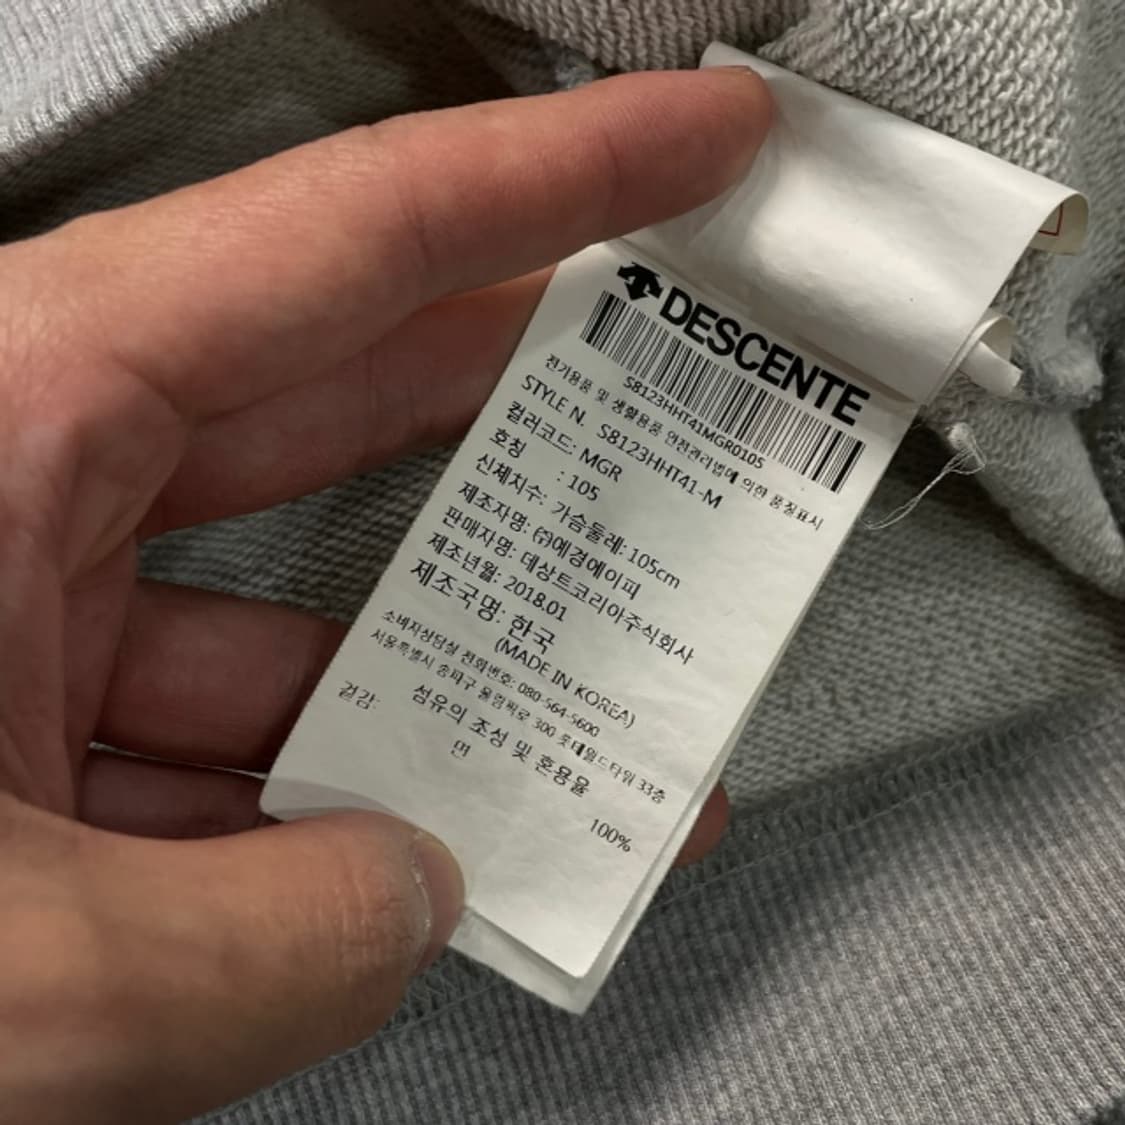 DESCENTE
S8123HHT41MGR0105
전기용품 및 생활용품 안전관리법에 의한 품질표시
STYLE N. S8123HHT41-M
컬러코드: MGR
호칭 : 105
신체치수: 가슴둘레: 105cm
제조자명: ㈜예경에이피
판매자명: 데상트코리아주식회사
제조년월: 2018.01
제조국명: 한국
(MADE IN KOREA)
소비자상담실 전화번호: 080-564-5600
서울특별시 송파구 올림픽로 300 롯데월드타워 33층
섬유의 조성 및 혼용율
겉감: 면 100%